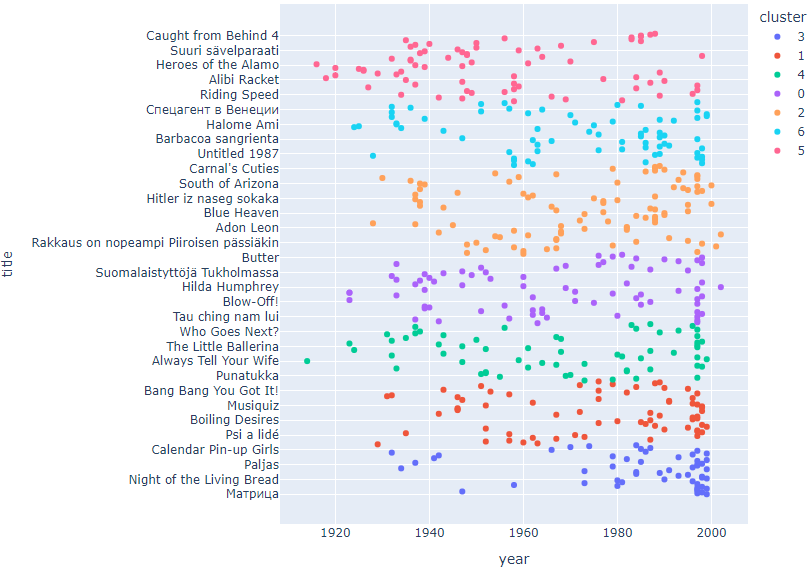 cluster
3
1
4
0
2
6
5
title
Caught from Behind 4
Suuri sävelparaati
Heroes of the Alamo
Alibi Racket
Riding Speed
Спецагент в Венеции
Halome Ami
Barbacoa sangrienta
Untitled 1987
Carnal's Cuties
South of Arizona
Hitler iz naseg sokaka
Blue Heaven
Adon Leon
Rakkaus on nopeampi Piiroisen pässiäkin
Butter
Suomalaistyttöjä Tukholmassa
Hilda Humphrey
Blow-Off!
Tau ching nam lui
Who Goes Next?
The Little Ballerina
Always Tell Your Wife
Punatukka
Bang Bang You Got It!
Musiquiz
Boiling Desires
Psi a lidé
Calendar Pin-up Girls
Paljas
Night of the Living Bread
Матрица
1920 1940 1960 1980 2000
year